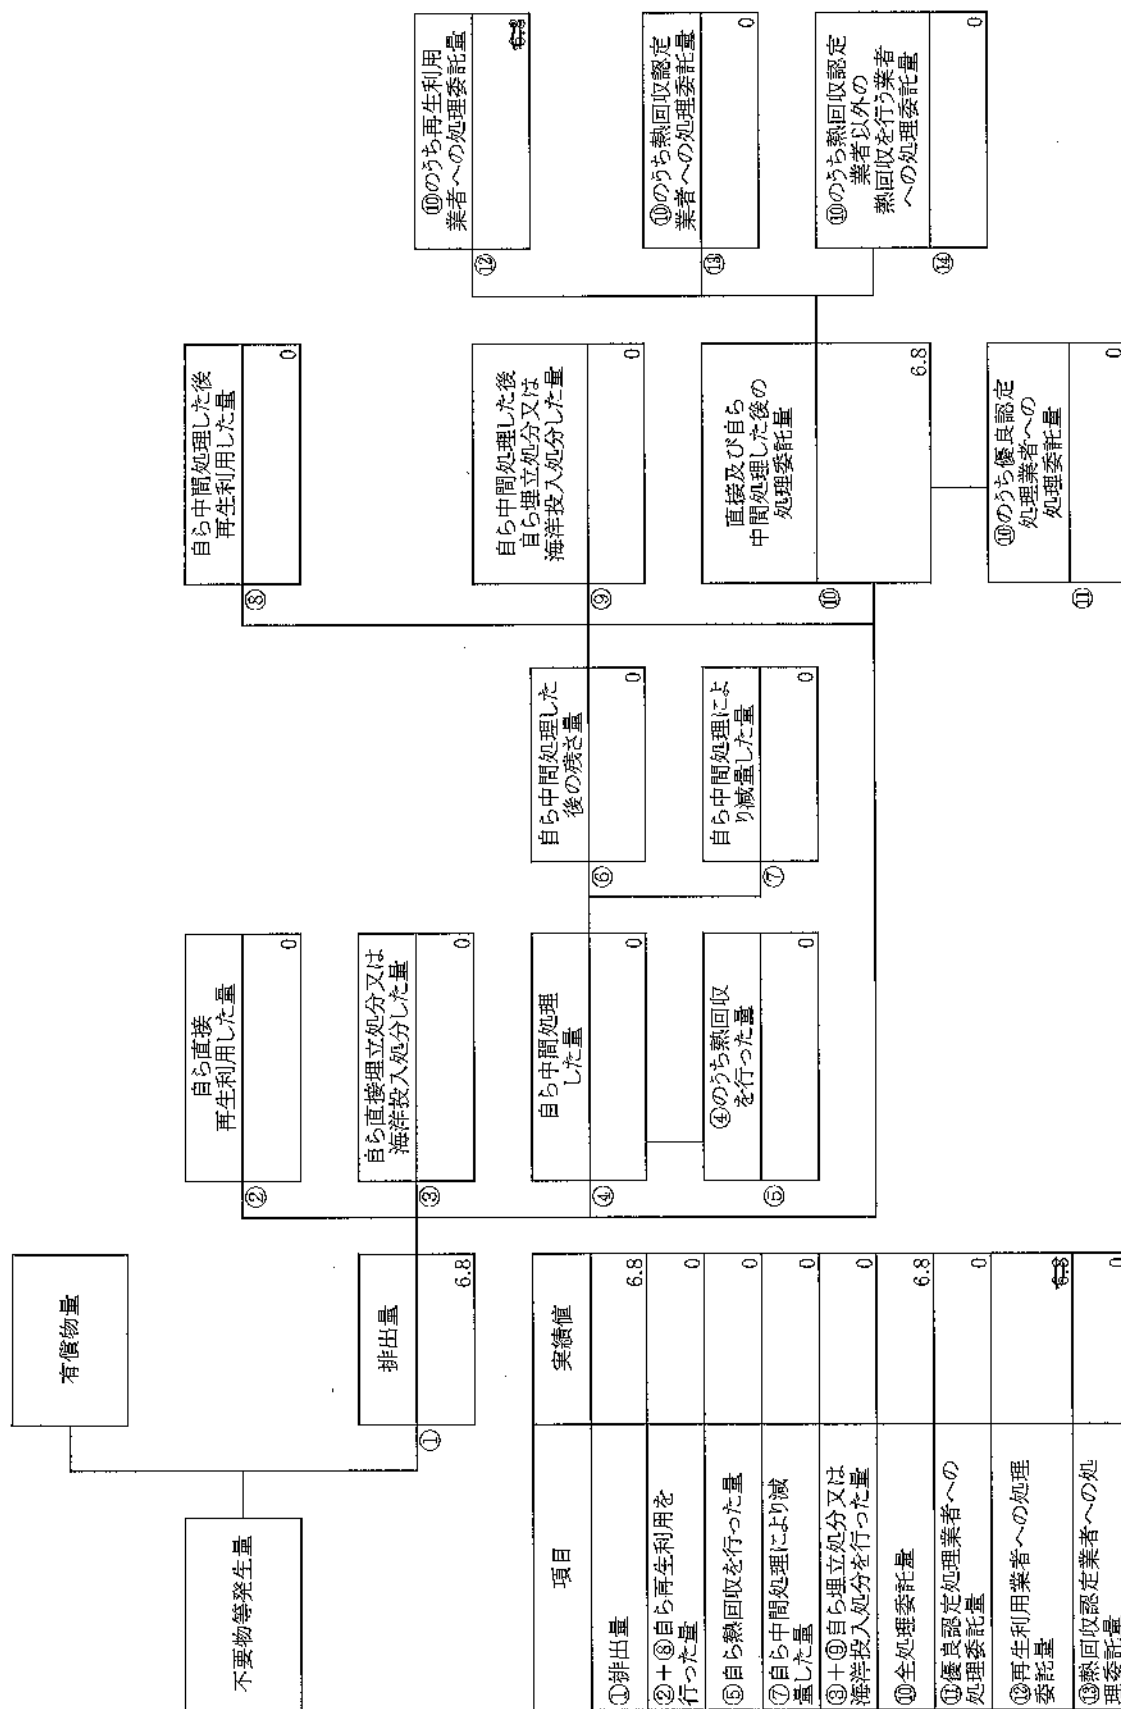 不要物等発生量
有償物量
排出量
①
6.8
②
自ら直接
再生利用した量
0
③
自ら直接埋立処分又は
海洋投入処分した量
0
④
自ら中間処理
した量
0
⑤
④のうち熱回収
を行った量
0
⑥
自ら中間処理した
後の残さ量
0
⑦
自ら中間処理によ
り減量した量
0
⑧
自ら中間処理した後
再生利用した量
0
⑨
自ら中間処理した後
自ら埋立処分又は
海洋投入処分した量
0
⑩
直接及び自ら
中間処理した後の
処理委託量
6.8
⑪
⑩のうち優良認定
処理業者への
処理委託量
0
⑫
⑩のうち再生利用
業者への処理委託量
6.8
⑬
⑩のうち熱回収認定
業者への処理委託量
0
⑭
⑩のうち熱回収認定
業者以外の
熱回収を行う業者
への処理委託量
0
項目
実績値
①排出量
6.8
②+⑧自ら再生利用を
行った量
0
⑤自ら熱回収を行った量
0
⑦自ら中間処理により減
量した量
0
③+⑨自ら埋立処分又は
海洋投入処分を行った量
0
⑩全処理委託量
6.8
⑪優良認定処理業者への
処理委託量
0
⑫再生利用業者への処理
委託量
6.8
⑬熱回収認定業者への処
理委託量
0